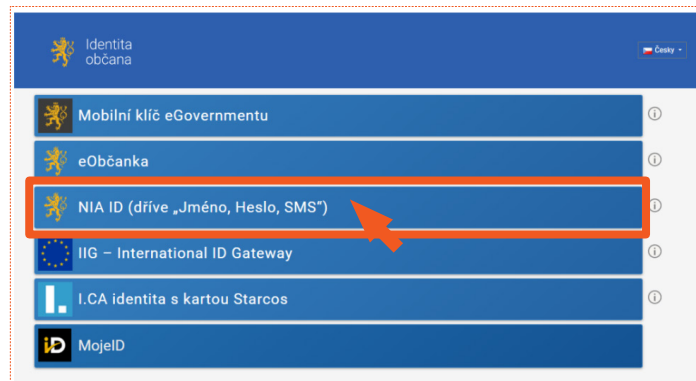 Identita
občana
Česky
Mobilní klíč eGovernmentu
eObčanka
NIA ID (dříve „Jméno, Heslo, SMS“)
IIG – International ID Gateway
I.CA identita s kartou Starcos
MojeID